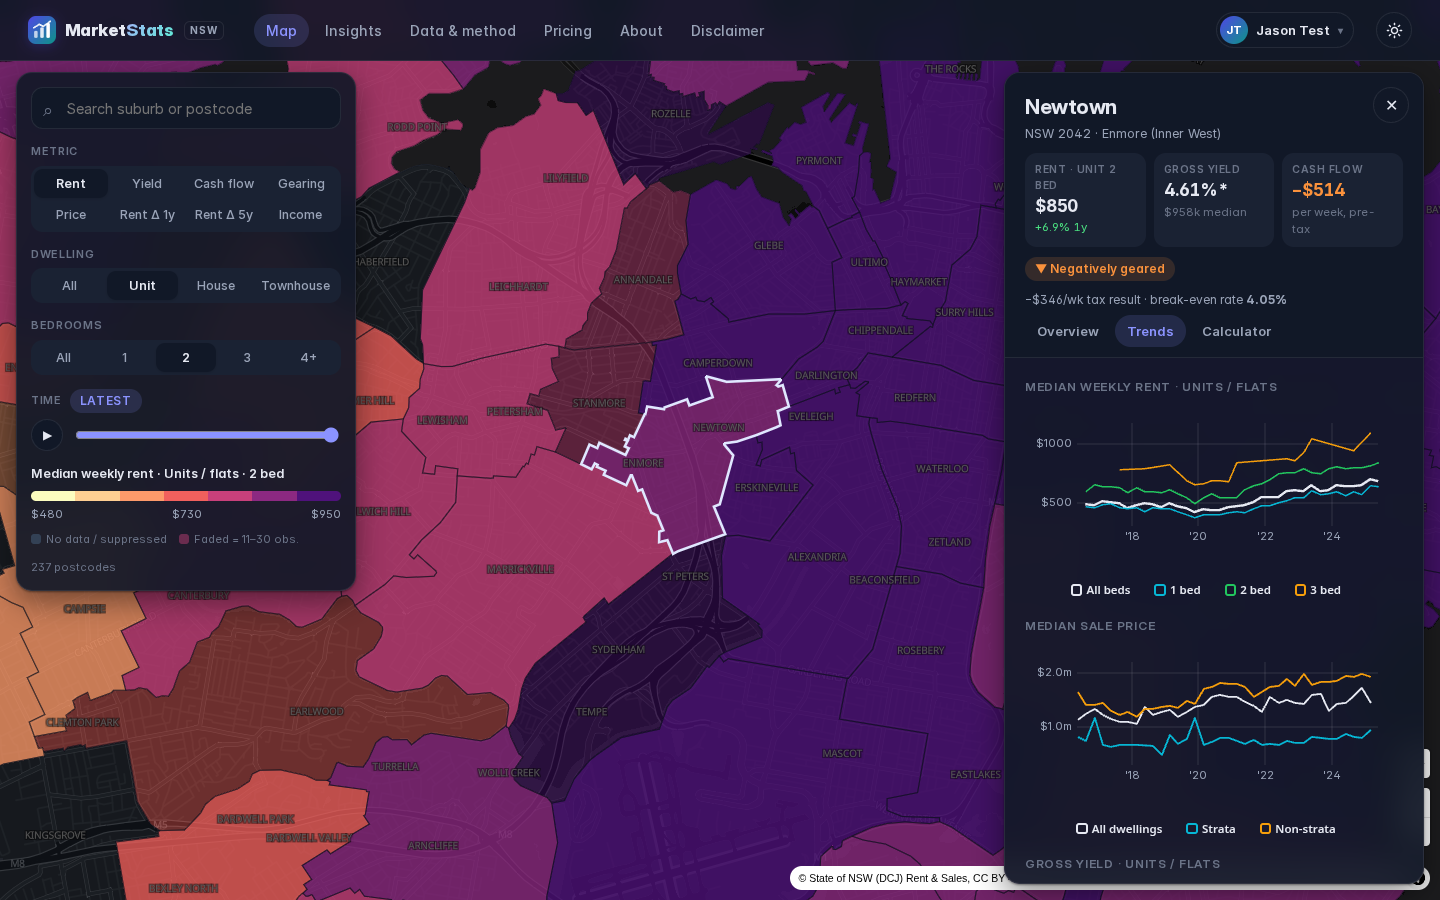 MarketStats NSW Map Insights Data & method Pricing About Disclaimer JT Jason Test
Search suburb or postcode
METRIC
Rent Yield Cash flow Gearing
Price Rent Δ 1y Rent Δ 5y Income
DWELLING
All Unit House Townhouse
BEDROOMS
All 1 2 3 4+
TIME LATEST
Median weekly rent · Units / flats · 2 bed
$480 $730 $950
No data / suppressed Faded = 11–30 obs.
237 postcodes
THE ROCKS
ROZELLE
RODD POINT
PYRMONT
LILYFIELD
GLEBE
HABERFIELD
ULTIMO
ANNANDALE
HAYMARKET
LEICHHARDT
SURRY HILLS
CHIPPENDALE
CAMPERDOWN
DARLINGTON
REDFERN
STANMORE
PETERSHAM
LEWISHAM
EVELEIGH
NEWTOWN
ENMORE
WATERLOO
ERSKINEVILLE
ZETLAND
ALEXANDRIA
MARRICKVILLE
ST PETERS
BEACONSFIELD
CANTERBURY
CAMPSIE
SYDENHAM
ROSEBERY
EARLWOOD
TEMPE
CLEMTON PARK
MASCOT
TURRELLA
WOLLI CREEK
EASTLAKES
BARDWELL PARK
M5
KINGSGROVE
BARDWELL VALLEY
M8
ARNCLIFFE
M8
BEXLEY NORTH
© State of NSW (DCJ) Rent & Sales, CC BY
Newtown
NSW 2042 · Enmore (Inner West)
RENT · UNIT 2
BED
$850
+6.9% 1y
GROSS YIELD
4.61%*
$958k median
CASH FLOW
−$514
per week, pre-
tax
▼ Negatively geared
−$346/wk tax result · break-even rate 4.05%
Overview Trends Calculator
MEDIAN WEEKLY RENT · UNITS / FLATS
$1000
$500
'18 '20 '22 '24
All beds 1 bed 2 bed 3 bed
MEDIAN SALE PRICE
$2.0m
$1.0m
'18 '20 '22 '24
All dwellings Strata Non-strata
GROSS YIELD · UNITS / FLATS